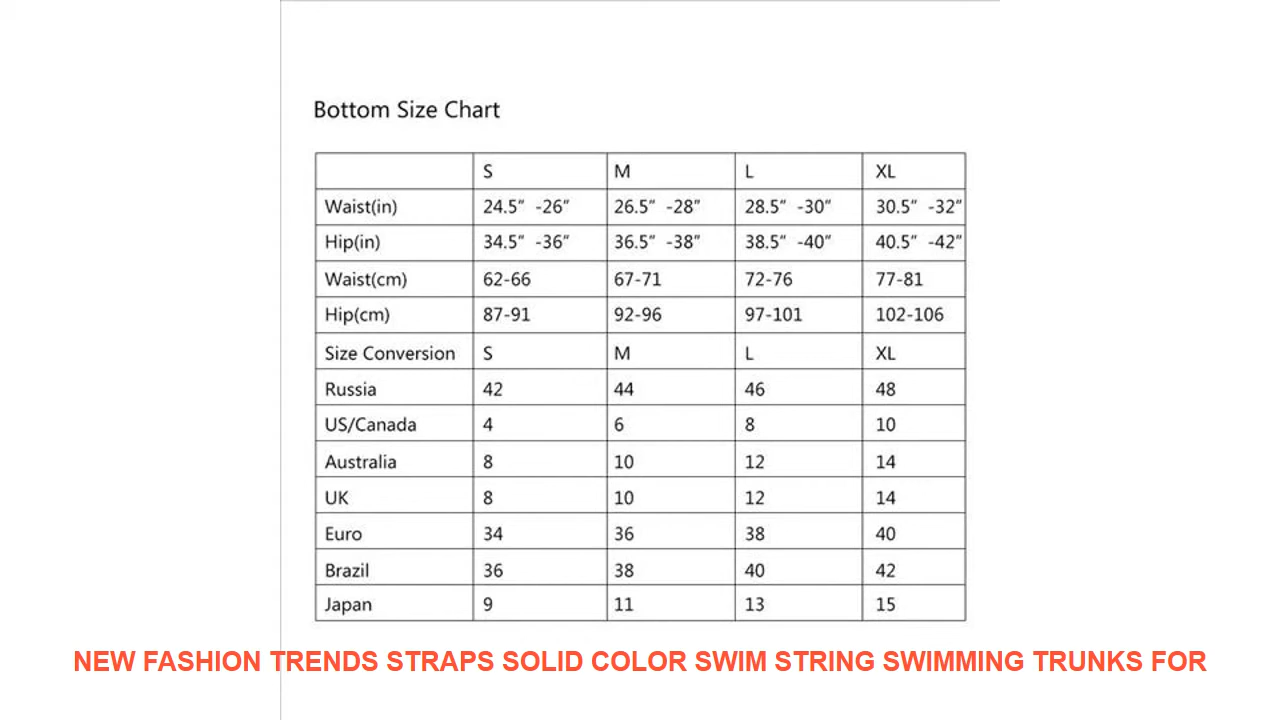 Bottom Size Chart
S M L XL
Waist(in) 24.5" -26" 26.5" -28" 28.5" -30" 30.5" -32"
Hip(in) 34.5" -36" 36.5" -38" 38.5" -40" 40.5" -42"
Waist(cm) 62-66 67-71 72-76 77-81
Hip(cm) 87-91 92-96 97-101 102-106
Size Conversion S M L XL
Russia 42 44 46 48
US/Canada 4 6 8 10
Australia 8 10 12 14
UK 8 10 12 14
Euro 34 36 38 40
Brazil 36 38 40 42
Japan 9 11 13 15
NEW FASHION TRENDS STRAPS SOLID COLOR SWIM STRING SWIMMING TRUNKS FOR